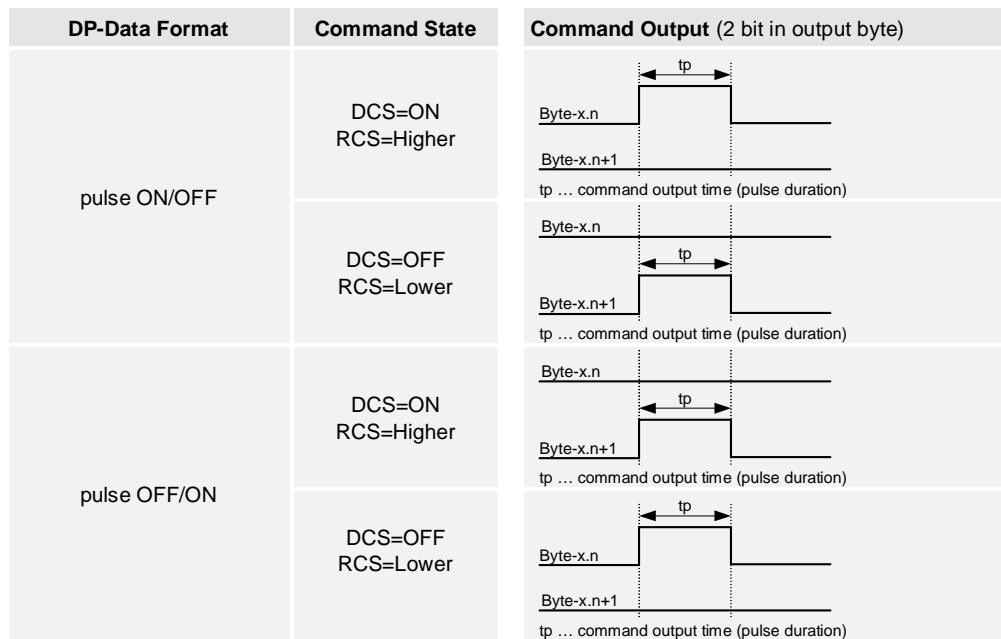 DP-Data Format
Command State
Command Output (2 bit in output byte)
pulse ON/OFF
DCS=ON
RCS=Higher
tp
Byte-x.n
Byte-x.n+1
tp … command output time (pulse duration)
DCS=OFF
RCS=Lower
Byte-x.n
tp
Byte-x.n+1
tp … command output time (pulse duration)
pulse OFF/ON
DCS=ON
RCS=Higher
Byte-x.n
tp
Byte-x.n+1
tp … command output time (pulse duration)
DCS=OFF
RCS=Lower
tp
Byte-x.n
Byte-x.n+1
tp … command output time (pulse duration)